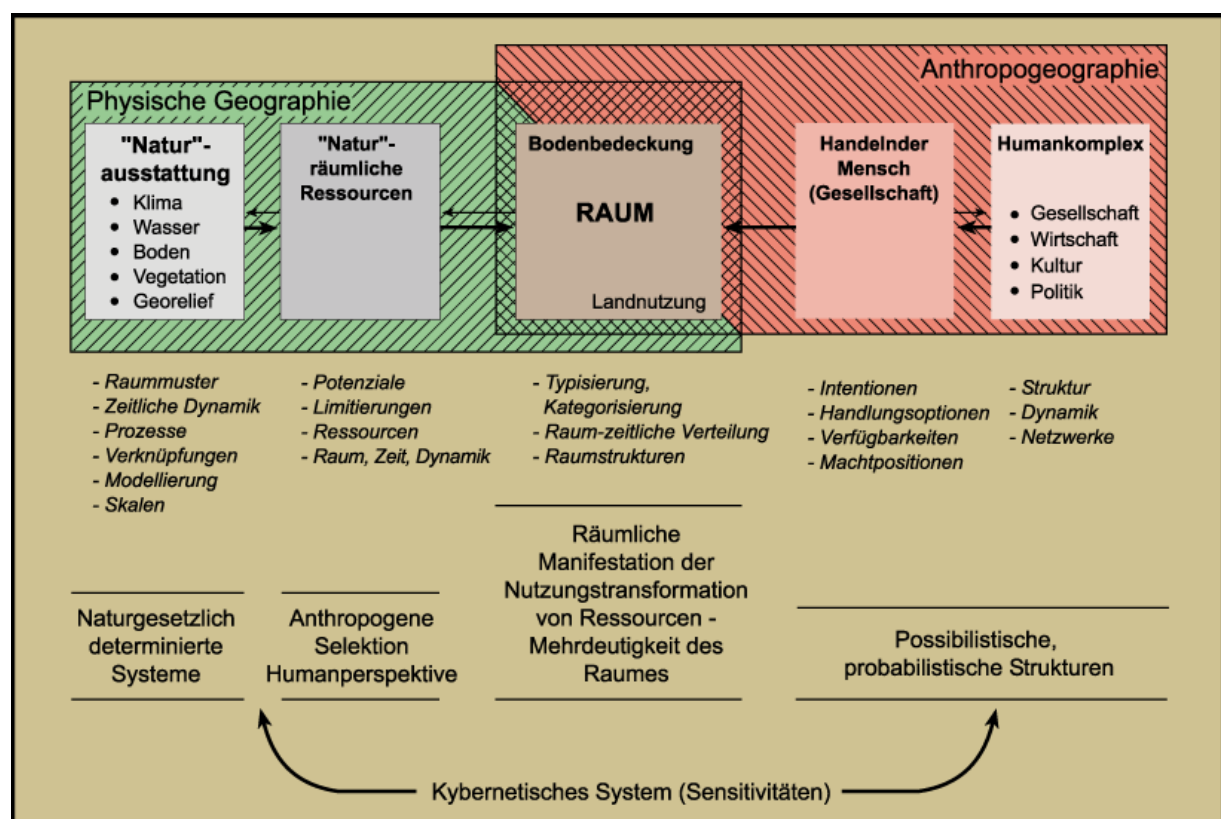 Anthropogeographie
Physische Geographie
"Natur"-
ausstattung
• Klima
• Wasser
• Boden
• Vegetation
• Georelief
"Natur"-
räumliche
Ressourcen
Bodenbedeckung
RAUM
Landnutzung
Handelnder
Mensch
(Gesellschaft)
Humankomplex
• Gesellschaft
• Wirtschaft
• Kultur
• Politik
- Raummuster
- Zeitliche Dynamik
- Prozesse
- Verknüpfungen
- Modellierung
- Skalen
- Potenziale
- Limitierungen
- Ressourcen
- Raum, Zeit, Dynamik
- Typisierung,
Kategorisierung
- Raum-zeitliche Verteilung
- Raumstrukturen
- Intentionen
- Handlungsoptionen
- Verfügbarkeiten
- Machtpositionen
- Struktur
- Dynamik
- Netzwerke
Naturgesetzlich
determinierte
Systeme
Anthropogene
Selektion
Humanperspektive
Räumliche
Manifestation der
Nutzungstransformation
von Ressourcen -
Mehrdeutigkeit des
Raumes
Possibilistische,
probabilistische Strukturen
Kybernetisches System (Sensitivitäten)